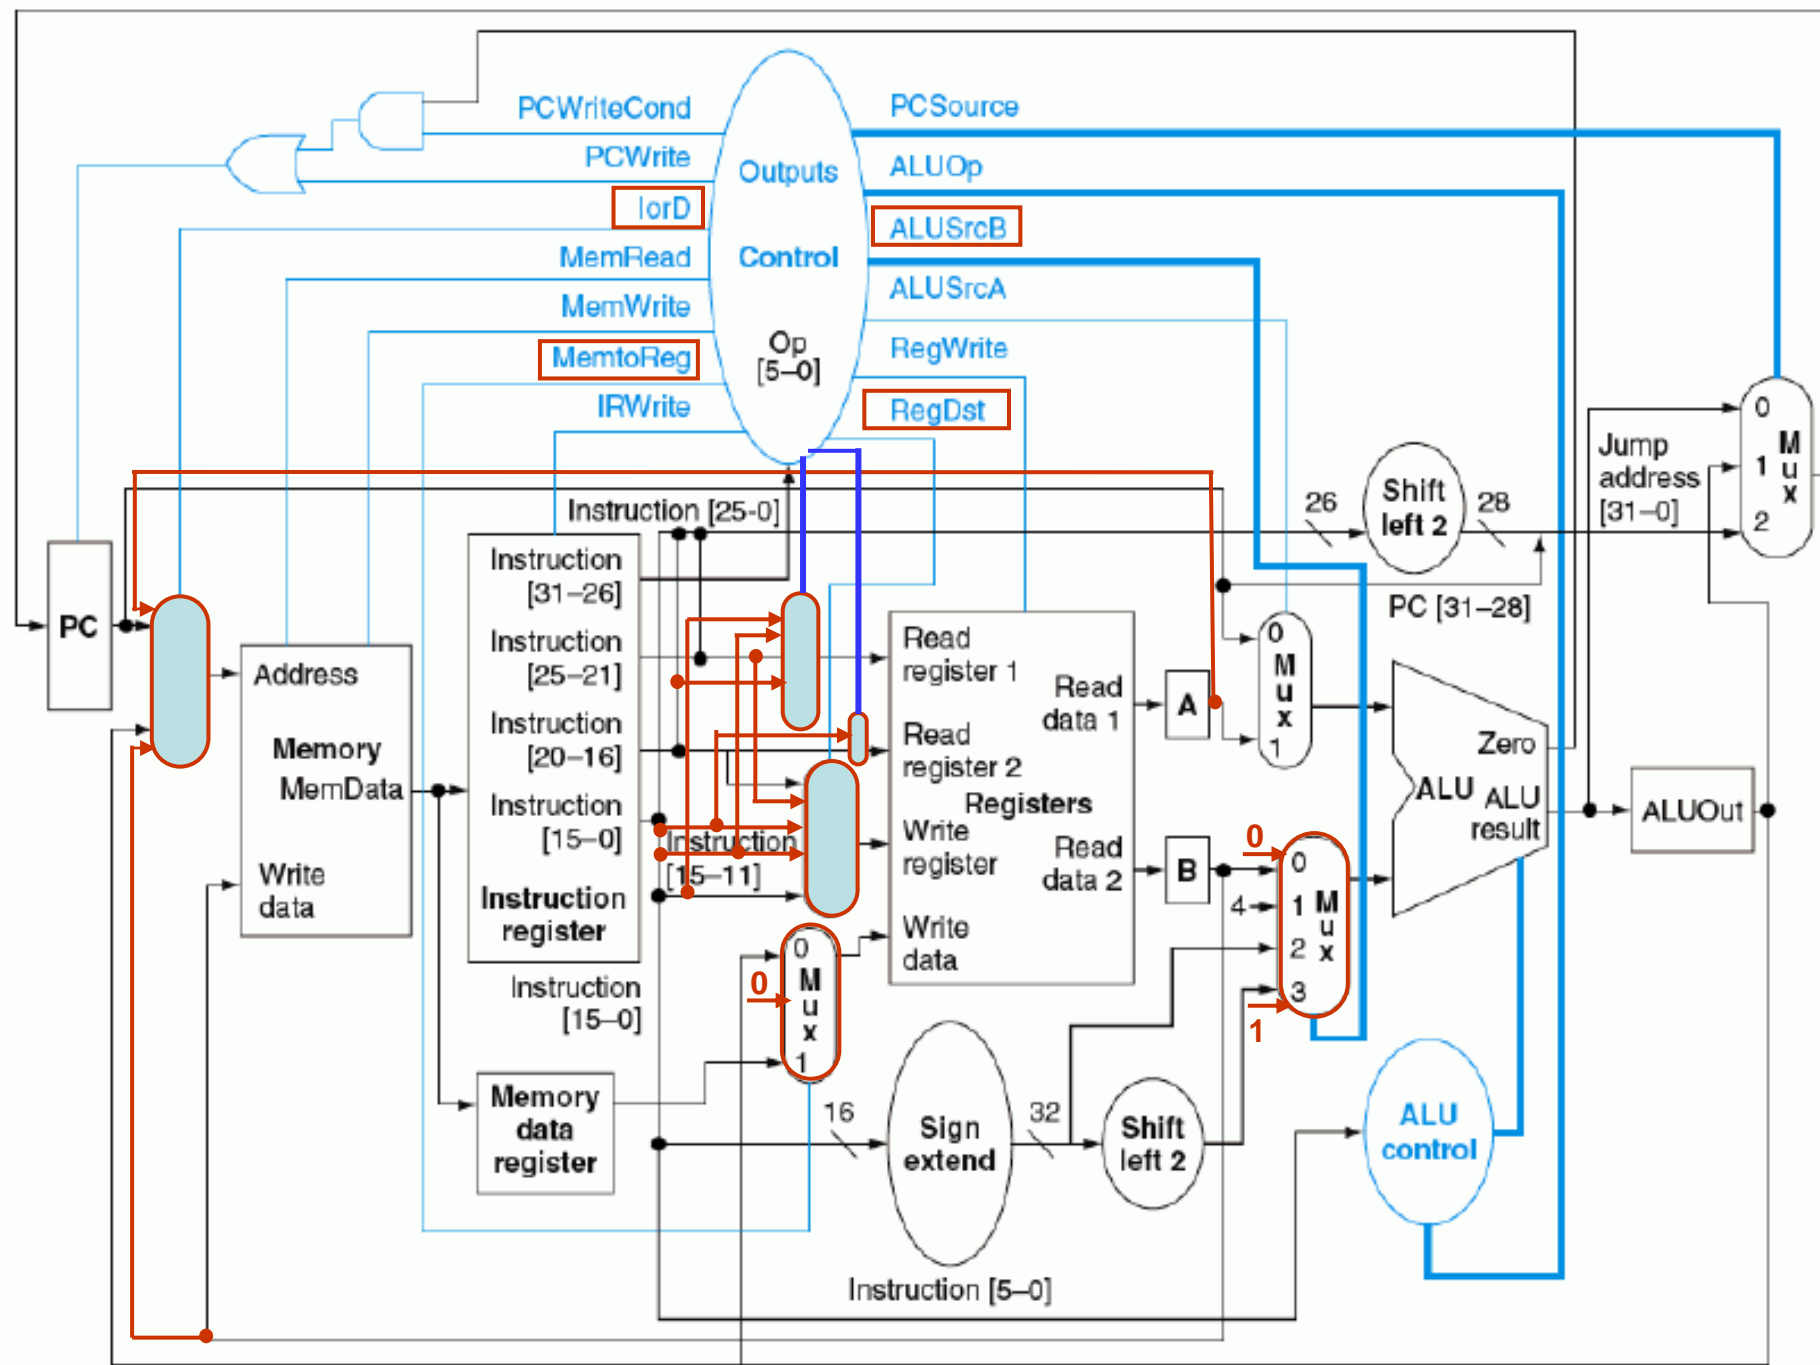 PCWriteCond
PCWrite
IorD
MemRead
MemWrite
MemtoReg
IRWrite
Outputs
Control
Op
[5–0]
PCSource
ALUOp
ALUSrcB
ALUSrcA
RegWrite
RegDst
Instruction [25-0]
26
Shift
left 2
28
Jump
address
[31–0]
0
1
2
M
u
x
PC [31–28]
PC
Address
Memory
MemData
Write
data
Instruction
[31–26]
Instruction
[25–21]
Instruction
[20–16]
Instruction
[15–0]
Instruction
register
Instruction
[15–11]
Instruction
[15–0]
Memory
data
register
0
0
M
u
x
1
Read
register 1
Read
register 2
Registers
Write
register
Write
data
Read
data 1
Read
data 2
A
B
0
M
u
x
1
0
0
4
1
2
3
1
M
u
x
Zero
ALU
ALU
result
ALUOut
16
Sign
extend
32
Shift
left 2
ALU
control
Instruction [5–0]